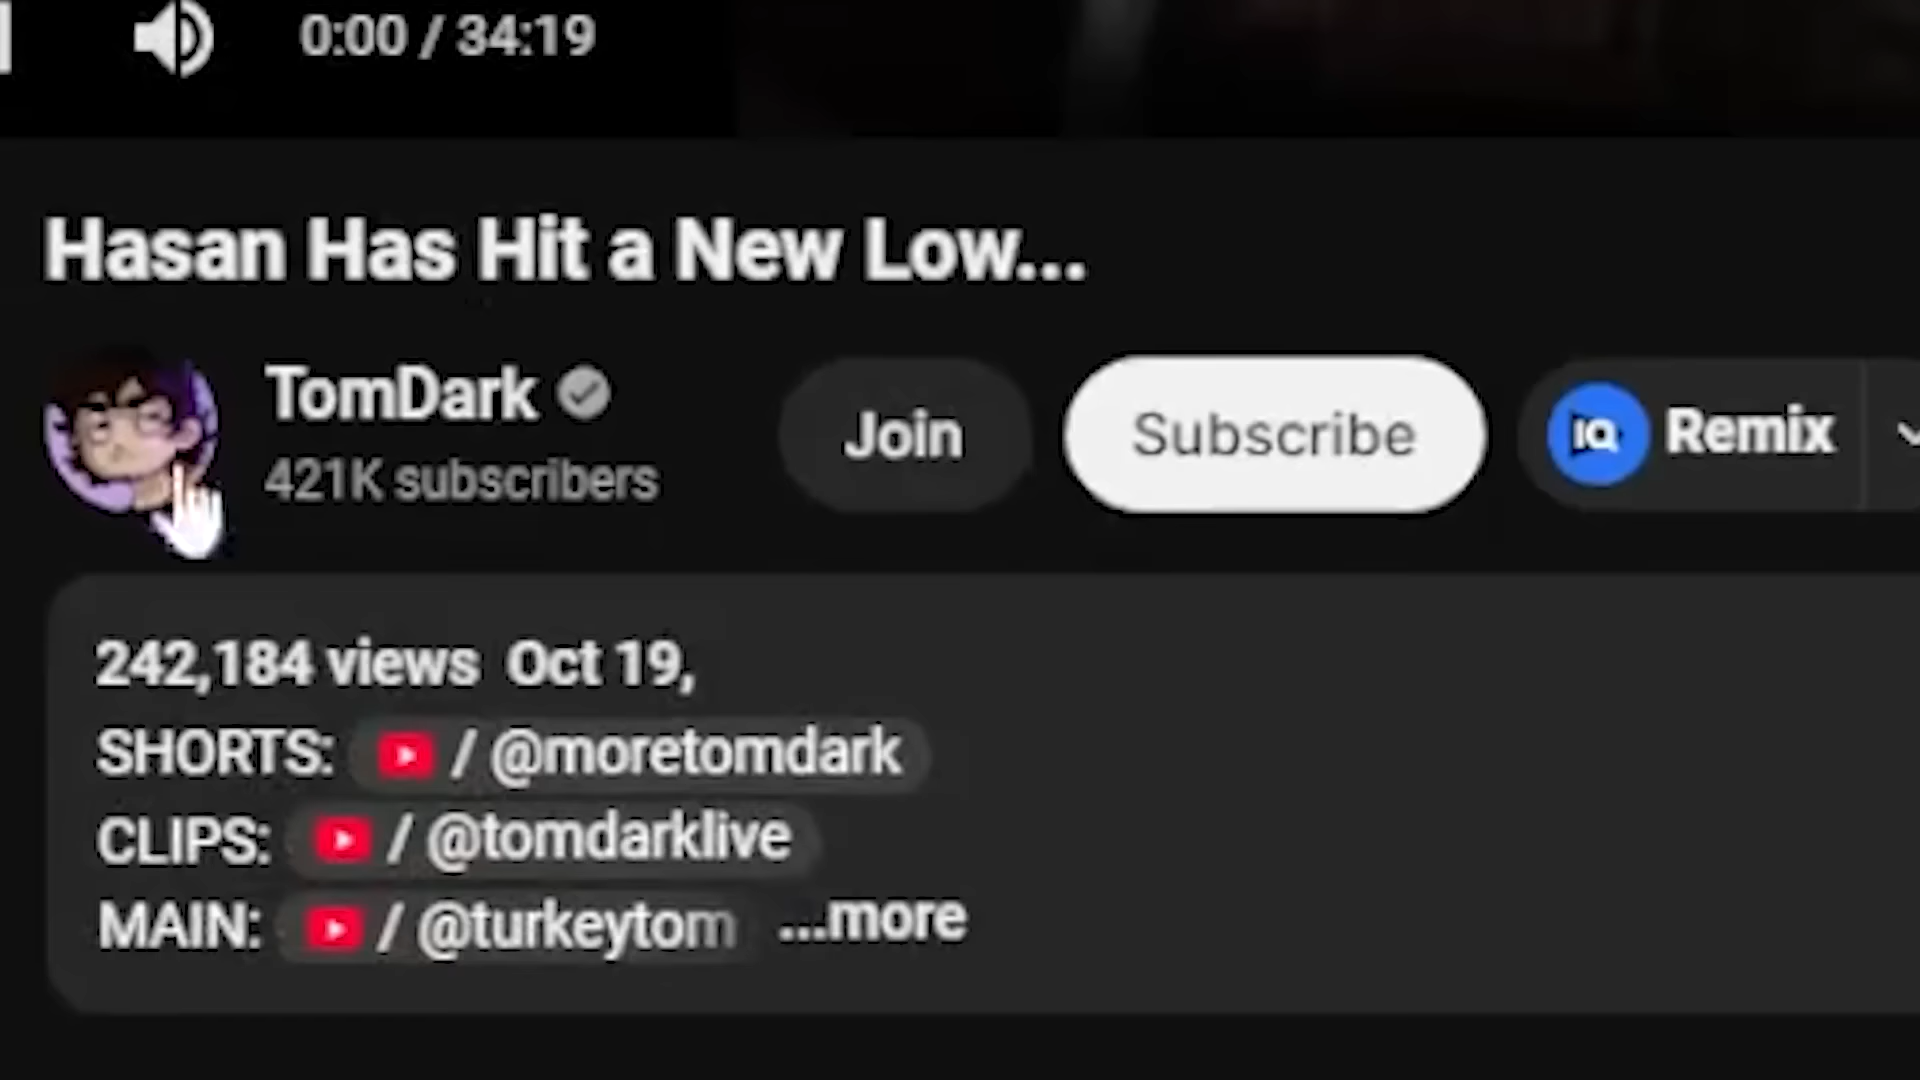 0:00 / 34:19
Hasan Has Hit a New Low...
TomDark
421K subscribers
Join
Subscribe
IQ Remix
242,184 views Oct 19,
SHORTS: / @moretomdark
CLIPS: / @tomdarklive
MAIN: / @turkeytom ...more